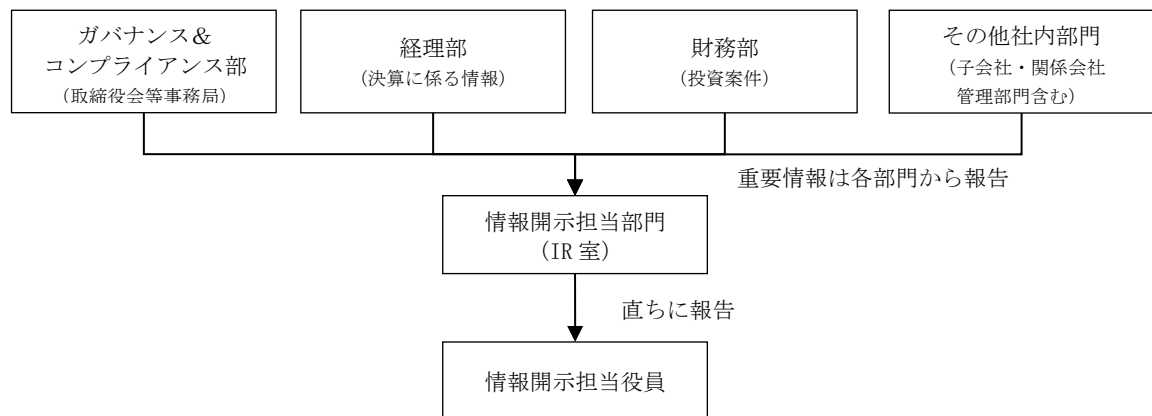 ガバナンス＆
コンプライアンス部
（取締役会等事務局）
経理部
（決算に係る情報）
財務部
（投資案件）
その他社内部門
（子会社・関係会社
管理部門含む）
重要情報は各部門から報告
情報開示担当部門
（IR 室）
直ちに報告
情報開示担当役員